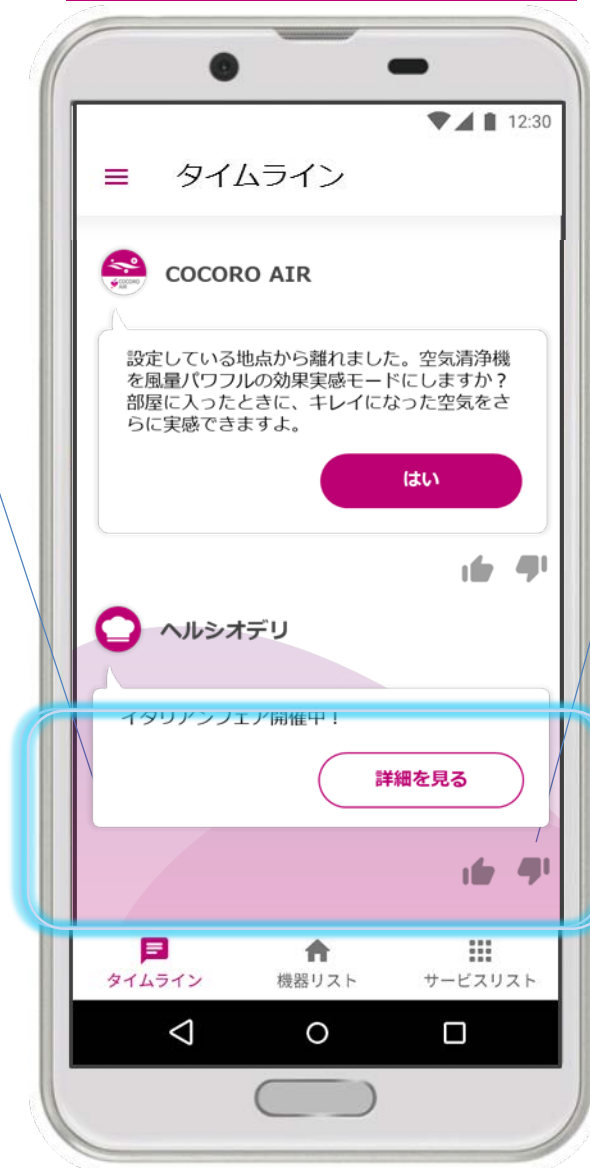 12:30
タイムライン
COCORO AIR
設定している地点から離れました。空気清浄機
を風量パワフルの効果実感モードにしますか？
部屋に入ったときに、キレイになった空気をさ
らに実感できますよ。
はい
ヘルシオデリ
イタリアンフェア開催中！
詳細を見る
タイムライン
機器リスト
サービスリスト